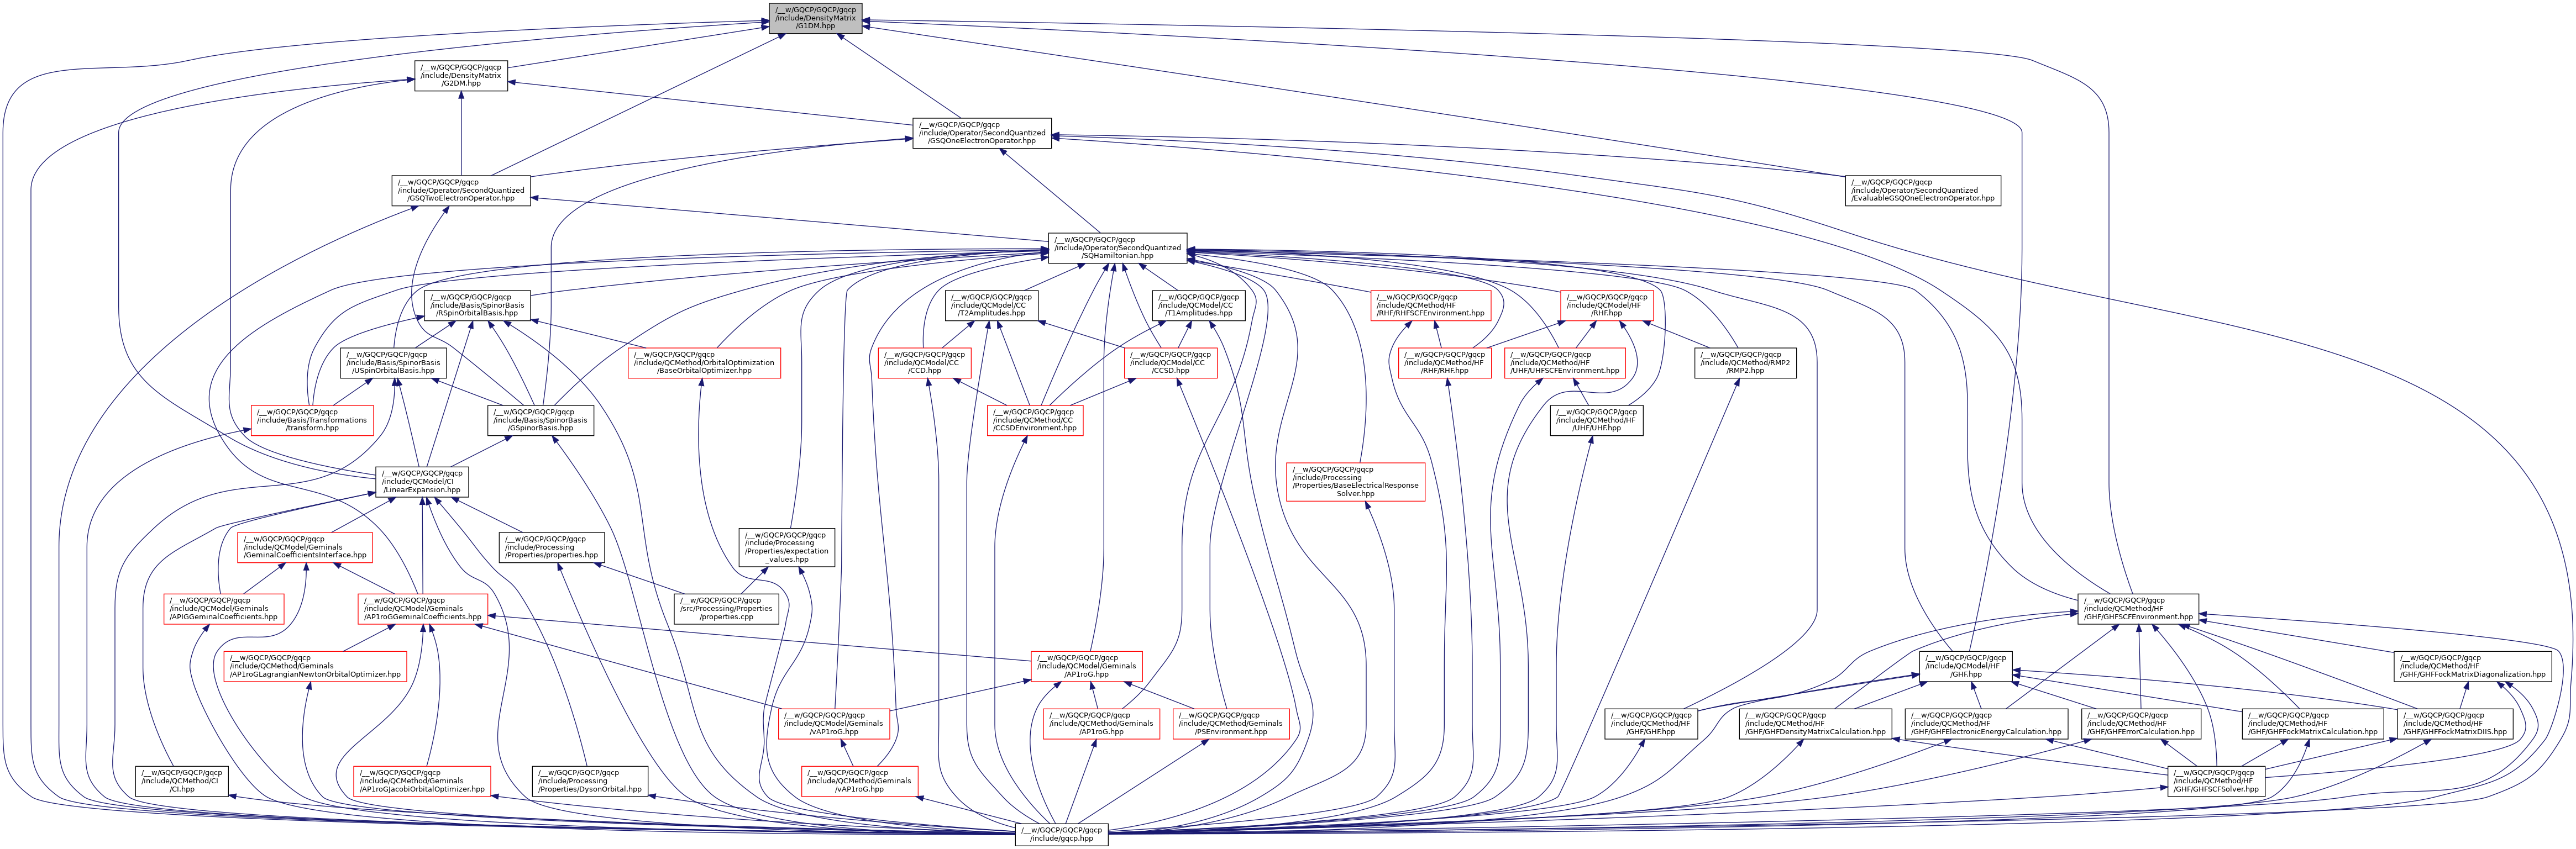 /__w/GQCP/GQCP/gqcp
/include/DensityMatrix
/G1DM.hpp
/__w/GQCP/GQCP/gqcp
/include/DensityMatrix
/G2DM.hpp
/__w/GQCP/GQCP/gqcp
/include/Operator/SecondQuantized
/GSQOneElectronOperator.hpp
/__w/GQCP/GQCP/gqcp
/include/Operator/SecondQuantized
/GSQTwoElectronOperator.hpp
/__w/GQCP/GQCP/gqcp
/include/Operator/SecondQuantized
/EvaluableGSQOneElectronOperator.hpp
/__w/GQCP/GQCP/gqcp
/include/Operator/SecondQuantized
/SQHamiltonian.hpp
/__w/GQCP/GQCP/gqcp
/include/Basis/SpinorBasis
/RSpinOrbitalBasis.hpp
/__w/GQCP/GQCP/gqcp
/include/QCModel/CC
/T2Amplitudes.hpp
/__w/GQCP/GQCP/gqcp
/include/QCModel/CC
/T1Amplitudes.hpp
/__w/GQCP/GQCP/gqcp
/include/QCMethod/HF
/RHF/RHFSCFEnvironment.hpp
/__w/GQCP/GQCP/gqcp
/include/QCModel/HF
/RHF.hpp
/__w/GQCP/GQCP/gqcp
/include/Basis/SpinorBasis
/USpinOrbitalBasis.hpp
/__w/GQCP/GQCP/gqcp
/include/QCMethod/OrbitalOptimization
/BaseOrbitalOptimizer.hpp
/__w/GQCP/GQCP/gqcp
/include/QCModel/CC
/CCD.hpp
/__w/GQCP/GQCP/gqcp
/include/QCModel/CC
/CCSD.hpp
/__w/GQCP/GQCP/gqcp
/include/QCMethod/HF
/RHF/RHF.hpp
/__w/GQCP/GQCP/gqcp
/include/QCMethod/HF
/UHF/UHFSCFEnvironment.hpp
/__w/GQCP/GQCP/gqcp
/include/QCMethod/RMP2
/RMP2.hpp
/__w/GQCP/GQCP/gqcp
/include/Basis/Transformations
/transform.hpp
/__w/GQCP/GQCP/gqcp
/include/Basis/SpinorBasis
/GSpinorBasis.hpp
/__w/GQCP/GQCP/gqcp
/include/QCMethod/CC
/CCSDEnvironment.hpp
/__w/GQCP/GQCP/gqcp
/include/QCMethod/HF
/UHF/UHF.hpp
/__w/GQCP/GQCP/gqcp
/include/QCModel/CI
/LinearExpansion.hpp
/__w/GQCP/GQCP/gqcp
/include/Processing
/Properties/BaseElectricalResponse
Solver.hpp
/__w/GQCP/GQCP/gqcp
/include/QCModel/Geminals
/GeminalCoefficientsInterface.hpp
/__w/GQCP/GQCP/gqcp
/include/Processing
/Properties/properties.hpp
/__w/GQCP/GQCP/gqcp
/include/Processing
/Properties/expectation
_values.hpp
/__w/GQCP/GQCP/gqcp
/include/QCModel/Geminals
/APIGGeminalCoefficients.hpp
/__w/GQCP/GQCP/gqcp
/include/QCModel/Geminals
/AP1roGGeminalCoefficients.hpp
/__w/GQCP/GQCP/gqcp
/src/Processing/Properties
/properties.cpp
/__w/GQCP/GQCP/gqcp
/include/QCMethod/HF
/GHF/GHFSCFEnvironment.hpp
/__w/GQCP/GQCP/gqcp
/include/QCMethod/Geminals
/AP1roGLagrangianNewtonOrbitalOptimizer.hpp
/__w/GQCP/GQCP/gqcp
/include/QCModel/Geminals
/AP1roG.hpp
/__w/GQCP/GQCP/gqcp
/include/QCModel/HF
/GHF.hpp
/__w/GQCP/GQCP/gqcp
/include/QCMethod/HF
/GHF/GHFFockMatrixDiagonalization.hpp
/__w/GQCP/GQCP/gqcp
/include/QCModel/Geminals
/vAP1roG.hpp
/__w/GQCP/GQCP/gqcp
/include/QCMethod/Geminals
/AP1roG.hpp
/__w/GQCP/GQCP/gqcp
/include/QCMethod/Geminals
/PSEnvironment.hpp
/__w/GQCP/GQCP/gqcp
/include/QCMethod/HF
/GHF/GHF.hpp
/__w/GQCP/GQCP/gqcp
/include/QCMethod/HF
/GHF/GHFDensityMatrixCalculation.hpp
/__w/GQCP/GQCP/gqcp
/include/QCMethod/HF
/GHF/GHFElectronicEnergyCalculation.hpp
/__w/GQCP/GQCP/gqcp
/include/QCMethod/HF
/GHF/GHFErrorCalculation.hpp
/__w/GQCP/GQCP/gqcp
/include/QCMethod/HF
/GHF/GHFFockMatrixCalculation.hpp
/__w/GQCP/GQCP/gqcp
/include/QCMethod/HF
/GHF/GHFFockMatrixDIIS.hpp
/__w/GQCP/GQCP/gqcp
/include/QCMethod/CI
/CI.hpp
/__w/GQCP/GQCP/gqcp
/include/QCMethod/Geminals
/AP1roGJacobiOrbitalOptimizer.hpp
/__w/GQCP/GQCP/gqcp
/include/Processing
/Properties/DysonOrbital.hpp
/__w/GQCP/GQCP/gqcp
/include/QCMethod/Geminals
/vAP1roG.hpp
/__w/GQCP/GQCP/gqcp
/include/QCMethod/HF
/GHF/GHFSCFSolver.hpp
/__w/GQCP/GQCP/gqcp
/include/gqcp.hpp